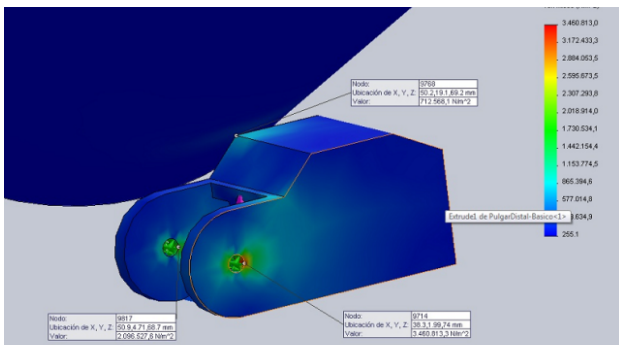 3.460.813,0
3.172.433,3
2.884.053,5
2.595.673,5
2.307.293,8
2.018.914,0
1.730.534,1
1.442.154,4
1.153.774,5
865.394,6
577.014,8
255.1
Nodo: 9768
Ubicación de X, Y, Z: 50.2,19.1,69.2 mm
Valor: 712.568,1 N/m^2
Extrude1 de PulgarDistal-Basico<1>
Nodo: 9817
Ubicación de X, Y, Z: 50.9,4.71,68.7 mm
Valor: 2.096.527,6 N/m^2
Nodo: 9714
Ubicación de X, Y, Z: 38.3,1.99,74 mm
Valor: 3.460.813,3 N/m^2